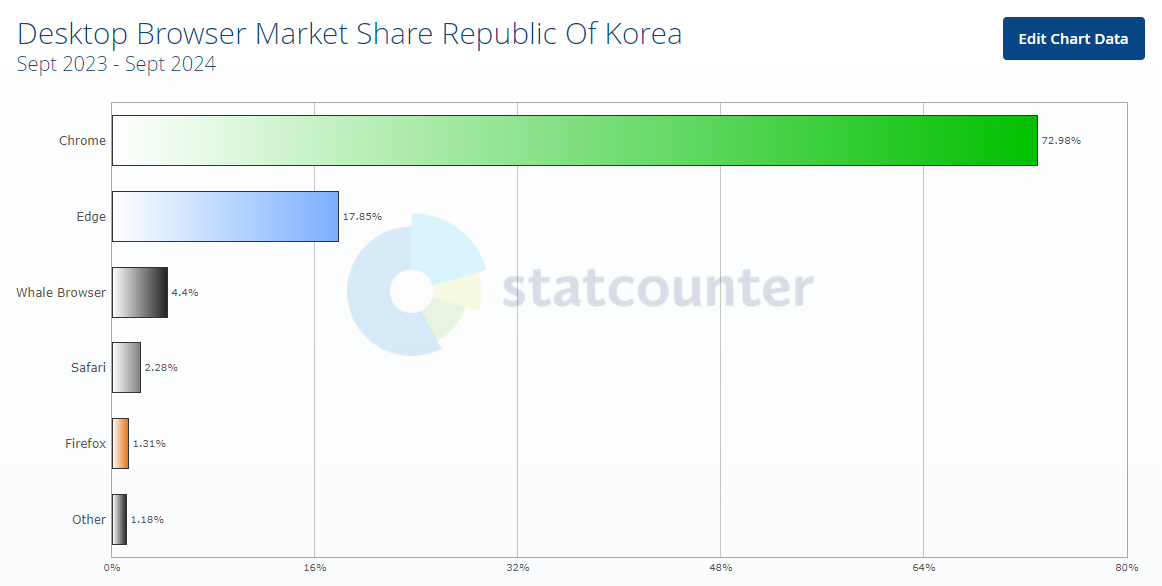 Desktop Browser Market Share Republic Of Korea
Sept 2023 - Sept 2024
Edit Chart Data
Chrome 72.98%
Edge 17.85%
Whale Browser 4.4%
statcounter
Safari 2.28%
Firefox 1.31%
Other 1.18%
0% 16% 32% 48% 64% 80%